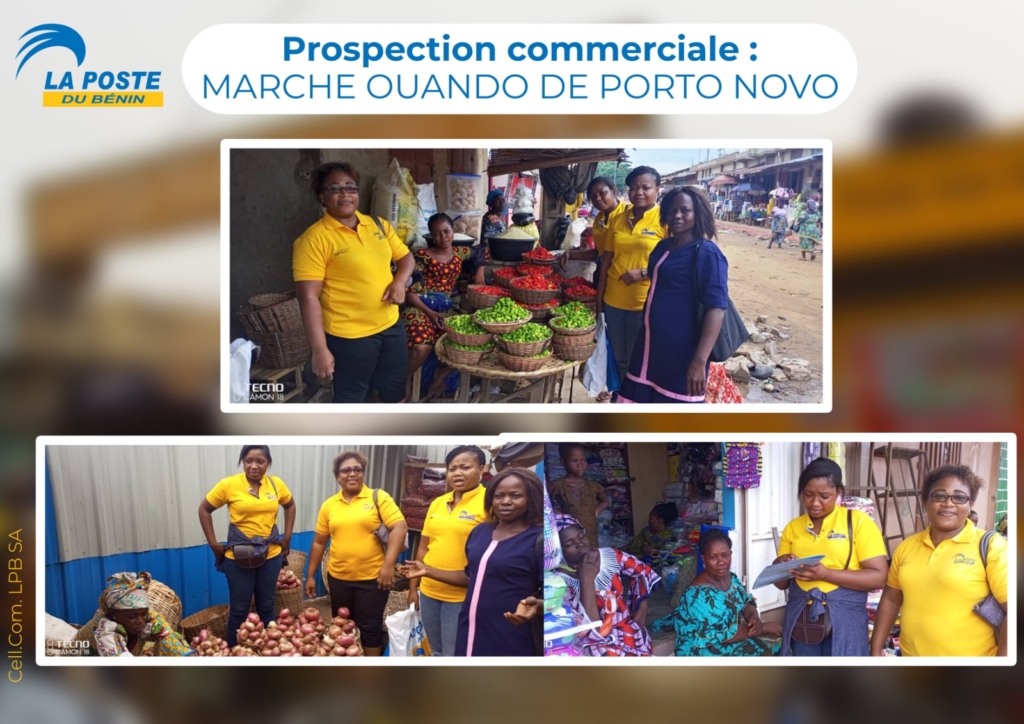 LA POSTE
DU BÉNIN
Prospection commerciale :
MARCHE OUANDO DE PORTO NOVO
TECNO
CAMON 18
TECNO
CAMON 18
Cell.Com. LPB SA